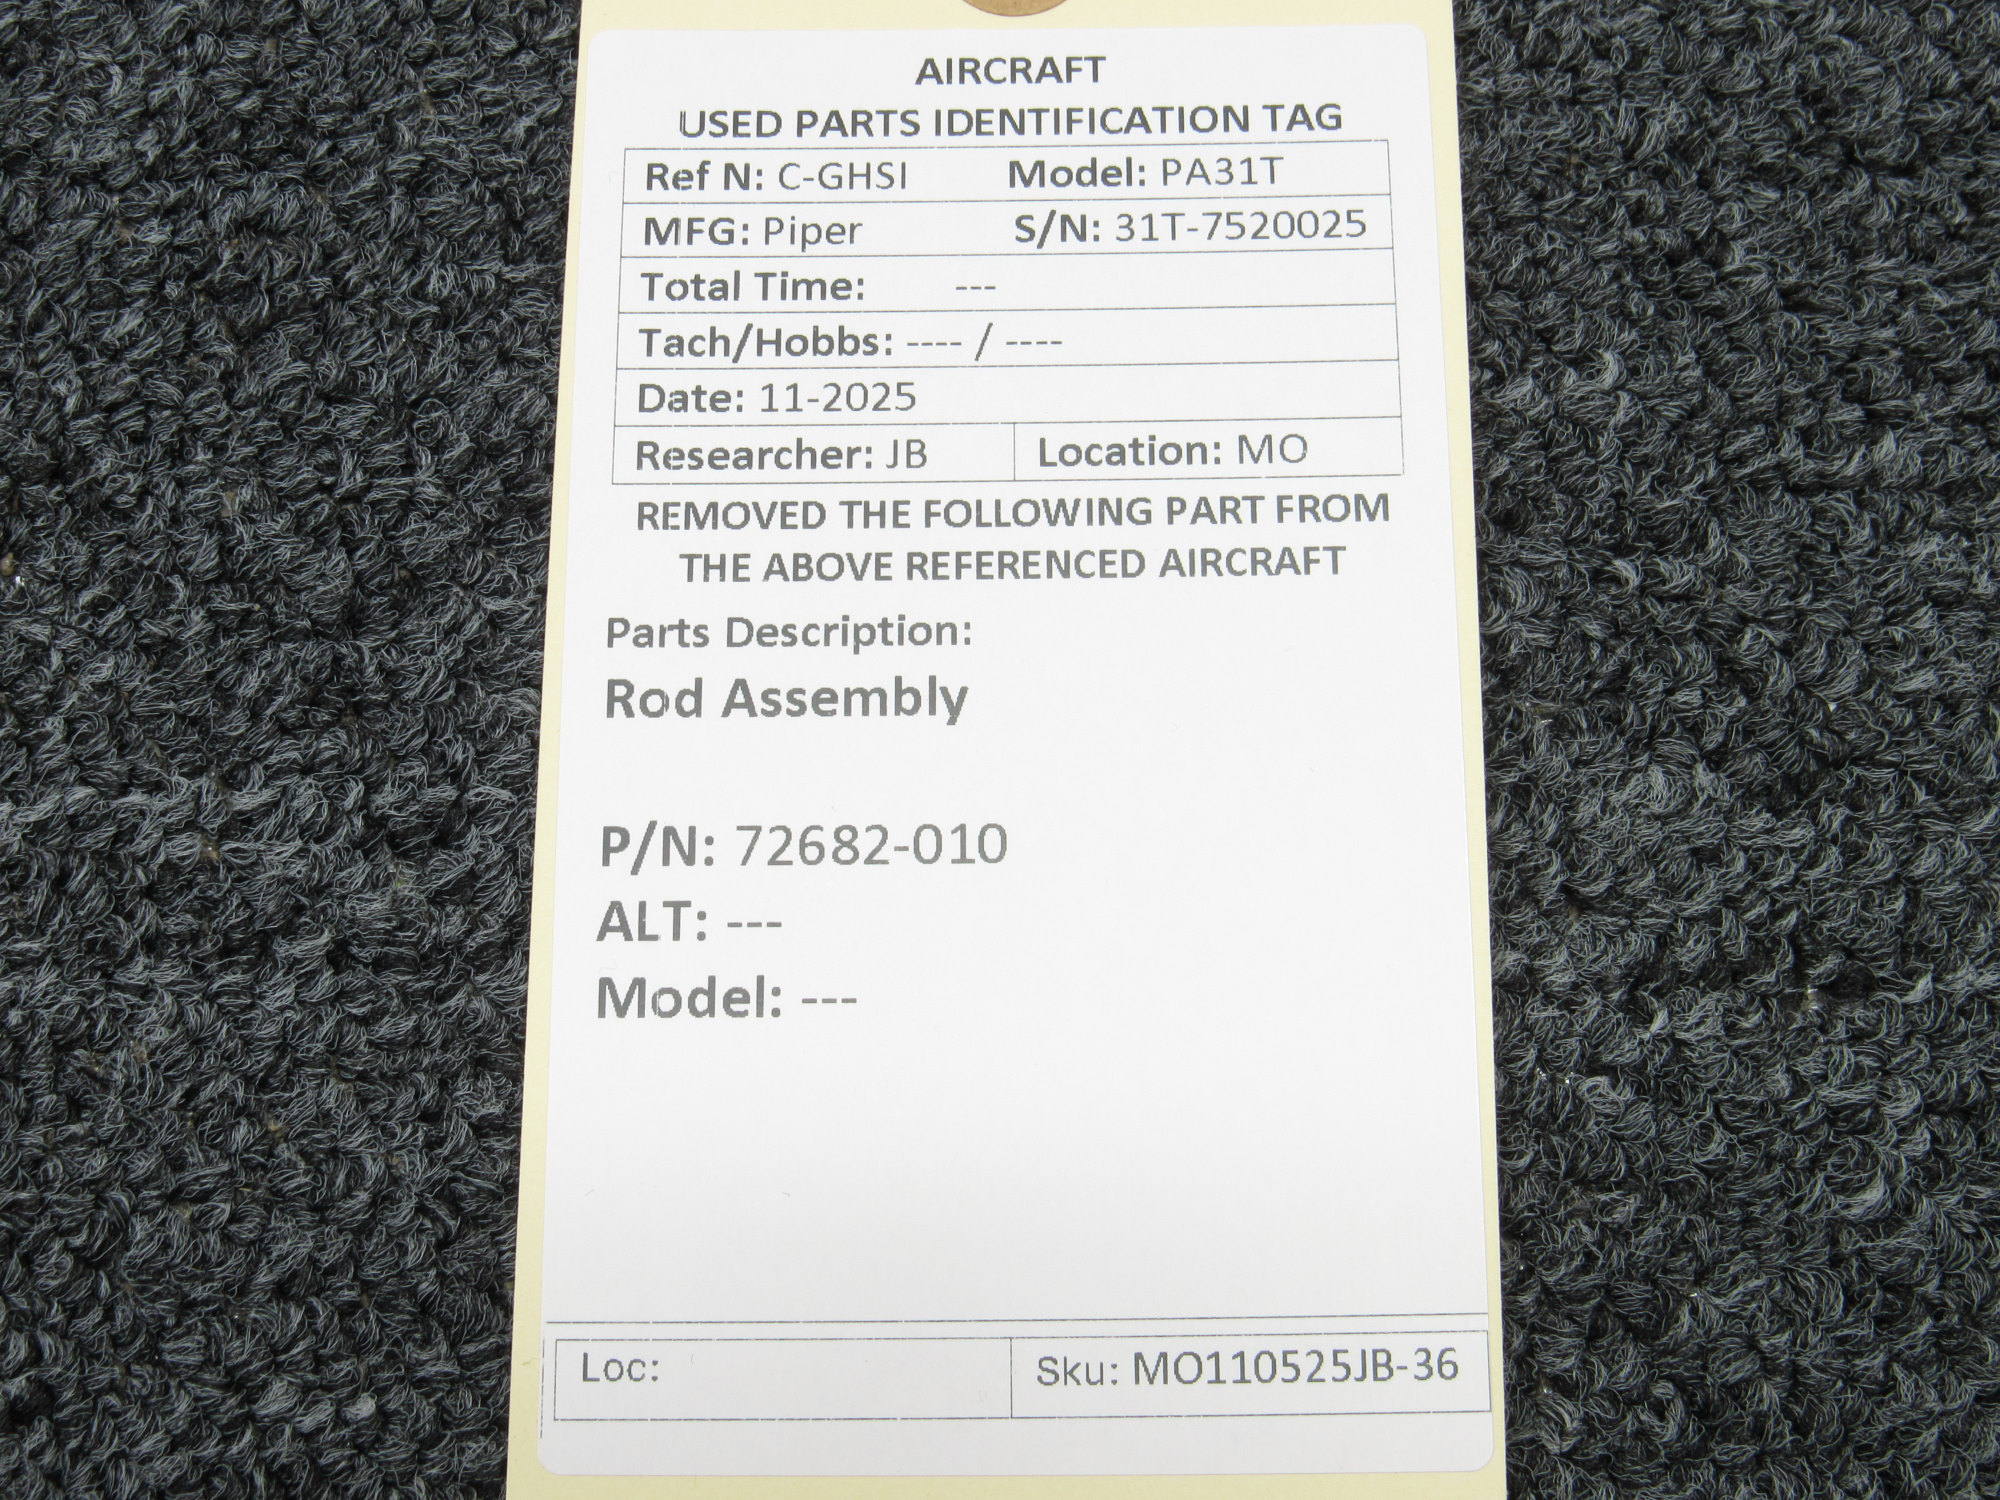 AIRCRAFT
USED PARTS IDENTIFICATION TAG
Ref N: C-GHSI Model: PA31T
MFG: Piper S/N: 31T-7520025
Total Time: ---
Tach/Hobbs: ---- / ----
Date: 11-2025
Researcher: JB Location: MO
REMOVED THE FOLLOWING PART FROM
THE ABOVE REFERENCED AIRCRAFT
Parts Description:
Rod Assembly
P/N: 72682-010
ALT: ---
Model: ---
Loc: Sku: MO110525JB-36